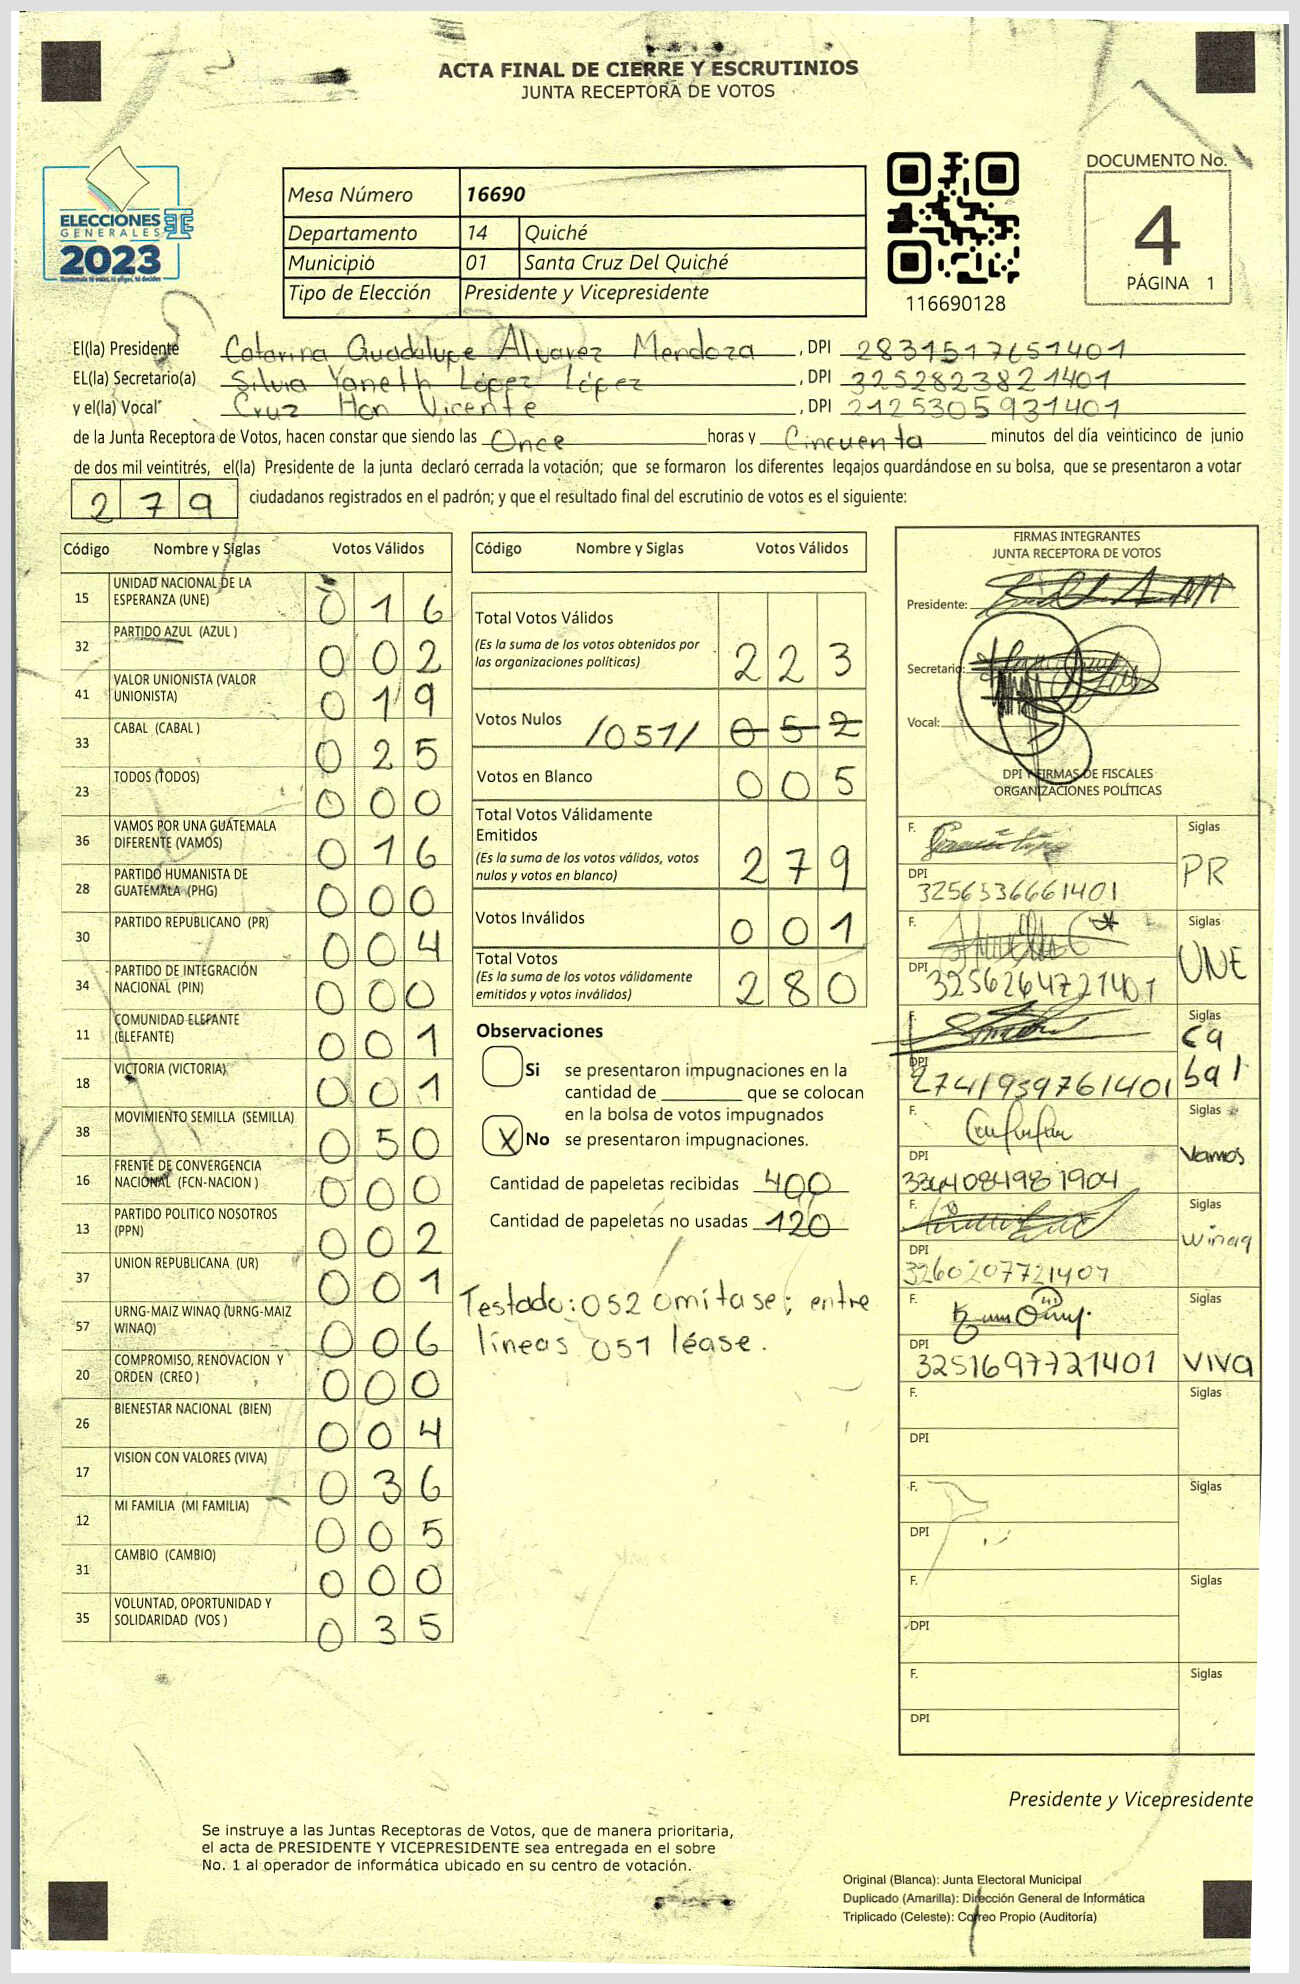 ACTA FINAL DE CIERRE Y ESCRUTINIOS
JUNTA RECEPTORA DE VOTOS
ELECCIONES
GENERALES
2023
Mesa Número 16690
Departamento 14 Quiché
Municipio 01 Santa Cruz Del Quiché
Tipo de Elección Presidente y Vicepresidente
116690128
DOCUMENTO No.
4
PÁGINA 1
El(la) Presidente Catarina Guadalupe Alvarez Mendoza, DPI 2831517651401
EL(la) Secretario(a) Silvia Yaneth López López, DPI 3252823821401
y el(la) Vocal Cruz Hon Vicente, DPI 2125305931401
de la Junta Receptora de Votos, hacen constar que siendo las Once horas y Cincuenta minutos del día veinticinco de junio
de dos mil veintitrés, el(la) Presidente de la junta declaró cerrada la votación; que se formaron los diferentes legajos guardándose en su bolsa, que se presentaron a votar
279 ciudadanos registrados en el padrón; y que el resultado final del escrutinio de votos es el siguiente:
Código Nombre y Siglas Votos Válidos
15 UNIDAD NACIONAL DE LA ESPERANZA (UNE) 016
32 PARTIDO AZUL (AZUL ) 002
41 VALOR UNIONISTA (VALOR UNIONISTA) 019
33 CABAL (CABAL ) 025
23 TODOS (TODOS) 000
36 VAMOS POR UNA GUATEMALA DIFERENTE (VAMOS) 016
28 PARTIDO HUMANISTA DE GUATEMALA (PHG) 000
30 PARTIDO REPUBLICANO (PR) 004
34 PARTIDO DE INTEGRACIÓN NACIONAL (PIN) 000
11 COMUNIDAD ELEFANTE (ELEFANTE) 001
18 VICTORIA (VICTORIA) 001
38 MOVIMIENTO SEMILLA (SEMILLA) 050
16 FRENTE DE CONVERGENCIA NACIONAL (FCN-NACION ) 000
13 PARTIDO POLITICO NOSOTROS (PPN) 002
37 UNION REPUBLICANA (UR) 001
57 URNG-MAIZ WINAQ (URNG-MAIZ WINAQ) 006
20 COMPROMISO, RENOVACION Y ORDEN (CREO ) 000
26 BIENESTAR NACIONAL (BIEN) 004
17 VISION CON VALORES (VIVA) 036
12 MI FAMILIA (MI FAMILIA) 005
31 CAMBIO (CAMBIO) 000
35 VOLUNTAD, OPORTUNIDAD Y SOLIDARIDAD (VOS ) 035
Código Nombre y Siglas Votos Válidos
Total Votos Válidos
(Es la suma de los votos obtenidos por
las organizaciones políticas) 223
Votos Nulos /051/ 052
Votos en Blanco 005
Total Votos Válidamente
Emitidos
(Es la suma de los votos válidos, votos
nulos y votos en blanco) 279
Votos Inválidos 001
Total Votos
(Es la suma de los votos válidamente
emitidos y votos inválidos) 280
Observaciones
Si se presentaron impugnaciones en la
cantidad de ________ que se colocan
en la bolsa de votos impugnados
X No se presentaron impugnaciones.
Cantidad de papeletas recibidas 400
Cantidad de papeletas no usadas 120
Testado: 052 omítase; entre
líneas 051 léase.
FIRMAS INTEGRANTES
JUNTA RECEPTORA DE VOTOS
Presidente:
Secretario:
Vocal:
DPI Y FIRMAS DE FISCALES
ORGANIZACIONES POLÍTICAS
F. Siglas
PR
DPI
3256536661401
F. Siglas
UNE
DPI 3256264721401
F. Siglas
Cabal
DPI
2741939761401
F. Siglas
Vamos
DPI
3364084981904
F. Siglas
Winaq
DPI
3260207721401
F. Siglas
VIVA
DPI
3251697721401
F. Siglas
DPI
F. Siglas
DPI
F. Siglas
DPI
F. Siglas
DPI
Presidente y Vicepresidente
Se instruye a las Juntas Receptoras de Votos, que de manera prioritaria,
el acta de PRESIDENTE Y VICEPRESIDENTE sea entregada en el sobre
No. 1 al operador de informática ubicado en su centro de votación.
Original (Blanca): Junta Electoral Municipal
Duplicado (Amarilla): Dirección General de Informática
Triplicado (Celeste): Correo Propio (Auditoría)